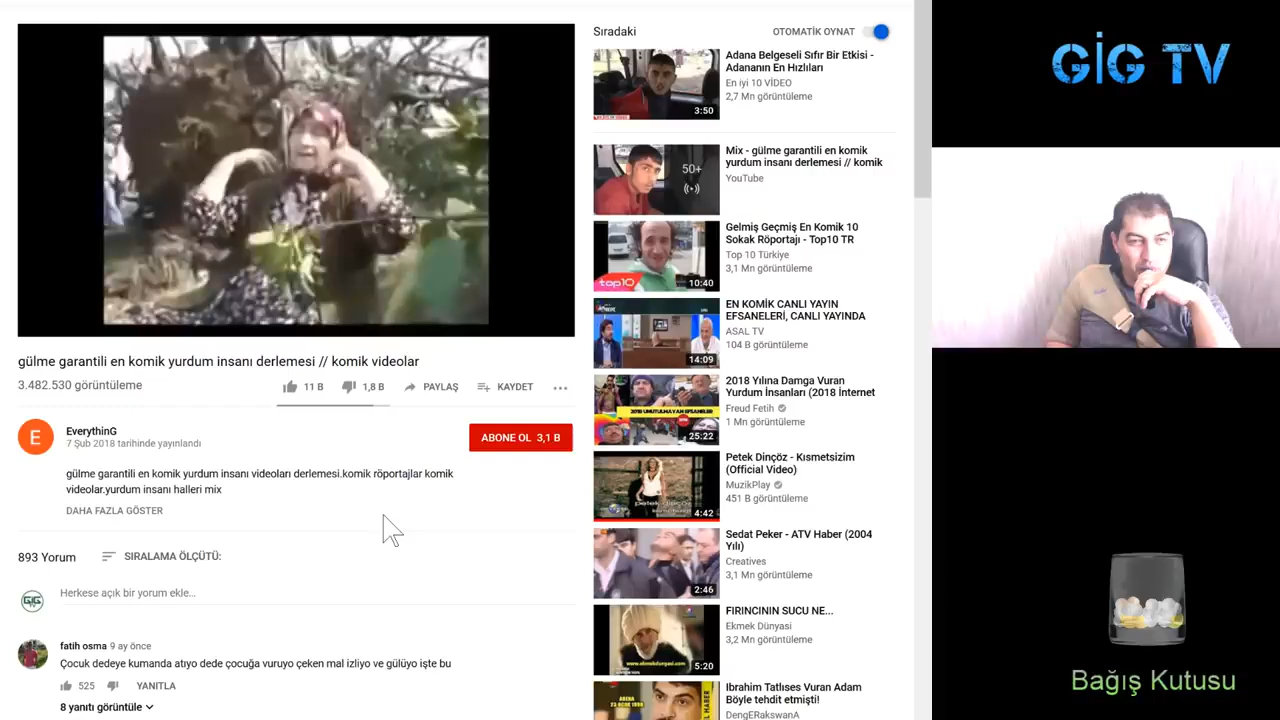 Sıradaki
OTOMATİK OYNAT
Adana Belgeseli Sıfır Bir Etkisi -
Adananın En Hızlıları
En iyi 10 VİDEO
2,7 Mn görüntüleme
3:50
Mix - gülme garantili en komik
yurdum insanı derlemesi // komik
YouTube
50+
Gelmiş Geçmiş En Komik 10
Sokak Röportajı - Top10 TR
Top 10 Türkiye
3,1 Mn görüntüleme
top10
10:40
EN KOMİK CANLI YAYIN
EFSANELERİ, CANLI YAYINDA
ASAL TV
104 B görüntüleme
14:09
2018 Yılına Damga Vuran
Yurdum İnsanları (2018 İnternet
Freud Fetih
1 Mn görüntüleme
2018 UNUTULMAYAN EFSANELER
25:22
Petek Dinçöz - Kısmetsizim
(Official Video)
MuzikPlay
451 B görüntüleme
4:42
Sedat Peker - ATV Haber (2004
Yılı)
Creatives
3,1 Mn görüntüleme
2:46
FIRINCININ SUCU NE...
Ekmek Dünyası
3,2 Mn görüntüleme
www.ekmekdunyasi.com
5:20
Ibrahim Tatlıses Vuran Adam
Böyle tehdit etmişti!
DengERakswanA
gülme garantili en komik yurdum insanı derlemesi // komik videolar
3.482.530 görüntüleme
11 B
1,8 B
PAYLAŞ
KAYDET
E
EverythinG
7 Şub 2018 tarihinde yayınlandı
ABONE OL 3,1 B
gülme garantili en komik yurdum insanı videoları derlemesi.komik röportajlar komik
videolar.yurdum insanı halleri mix
DAHA FAZLA GÖSTER
893 Yorum
SIRALAMA ÖLÇÜTÜ:
GİG
TV
Herkese açık bir yorum ekle...
fatih osma 9 ay önce
Çocuk dedeye kumanda atıyo dede çocuğa vuruyo çeken mal izliyo ve gülüyo işte bu
525
YANITLA
8 yanıtı görüntüle
GİG TV
Bağış Kutusu